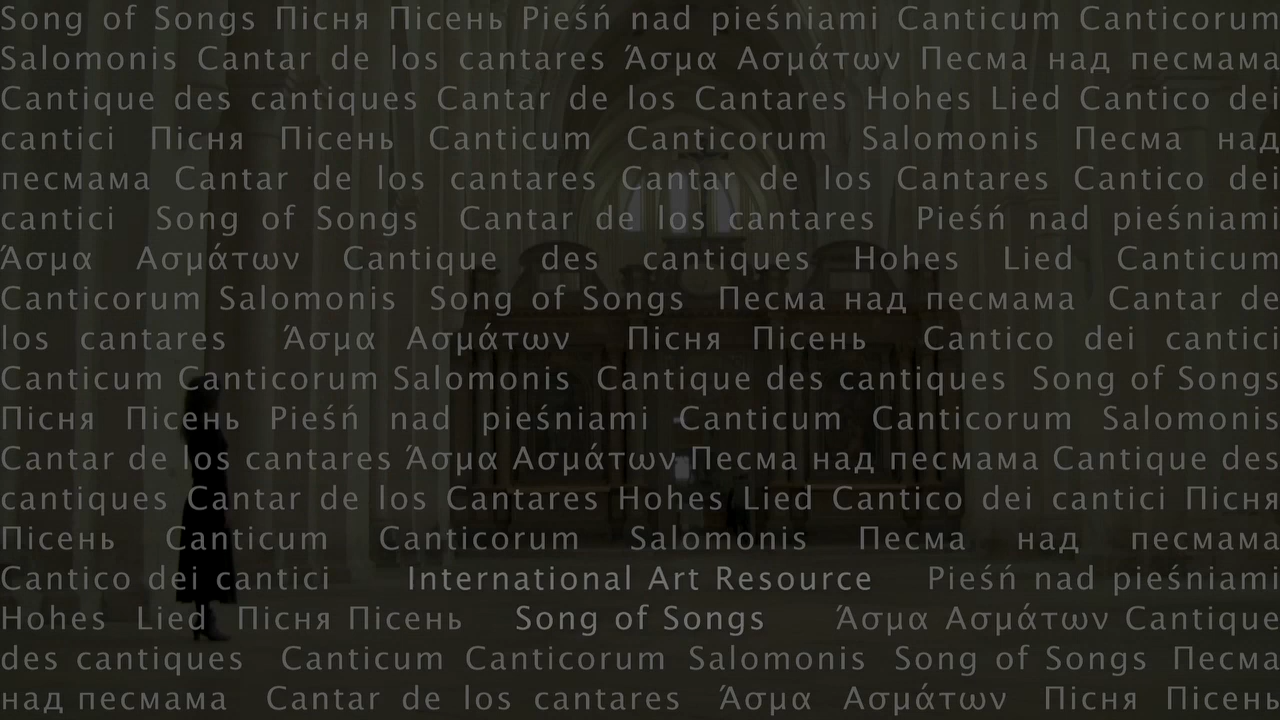 Song of Songs Пісня Пісень Pieśń nad pieśniami Canticum Canticorum
Salomonis Cantar de los cantares Άσμα Ασμάτων Песма над песмама
Cantique des cantiques Cantar de los Cantares Hohes Lied Cantico dei
cantici Пісня Пісень Canticum Canticorum Salomonis Песма над
песмама Cantar de los cantares Cantar de los Cantares Cantico dei
cantici Song of Songs Cantar de los cantares Pieśń nad pieśniami
Άσμα Ασμάτων Cantique des cantiques Hohes Lied Canticum
Canticorum Salomonis Song of Songs Песма над песмама Cantar de
los cantares Άσμα Ασμάτων Пісня Пісень Cantico dei cantici
Canticum Canticorum Salomonis Cantique des cantiques Song of Songs
Пісня Пісень Pieśń nad pieśniami Canticum Canticorum Salomonis
Cantar de los cantares Άσμα Ασμάτων Песма над песмама Cantique des
cantiques Cantar de los Cantares Hohes Lied Cantico dei cantici Пісня
Пісень Canticum Canticorum Salomonis Песма над песмама
Cantico dei cantici International Art Resource Pieśń nad pieśniami
Hohes Lied Пісня Пісень Song of Songs Άσμα Ασμάτων Cantique
des cantiques Canticum Canticorum Salomonis Song of Songs Песма
над песмама Cantar de los cantares Άσμα Ασμάτων Пісня Пісень